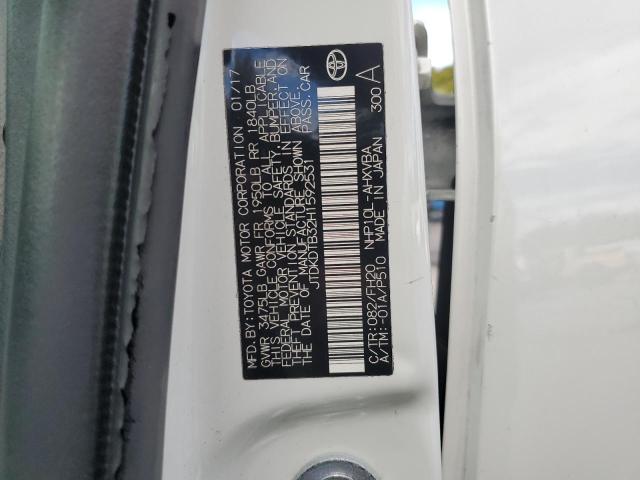 MFD. BY: TOYOTA MOTOR CORPORATION 01/17
GVWR 3475LB GAWR FR 1950LB RR 1840LB
THIS VEHICLE CONFORMS TO ALL APPLICABLE
FEDERAL MOTOR VEHICLE SAFETY, BUMPER, AND
THEFT PREVENTION STANDARDS IN EFFECT ON
THE DATE OF MANUFACTURE SHOWN ABOVE.
JTDKDTB32H1592531 PASS. CAR
C/TR: 082/FH20 NHP10L-AHXVBA
A/TM: -01A/P510 MADE IN JAPAN 300 A